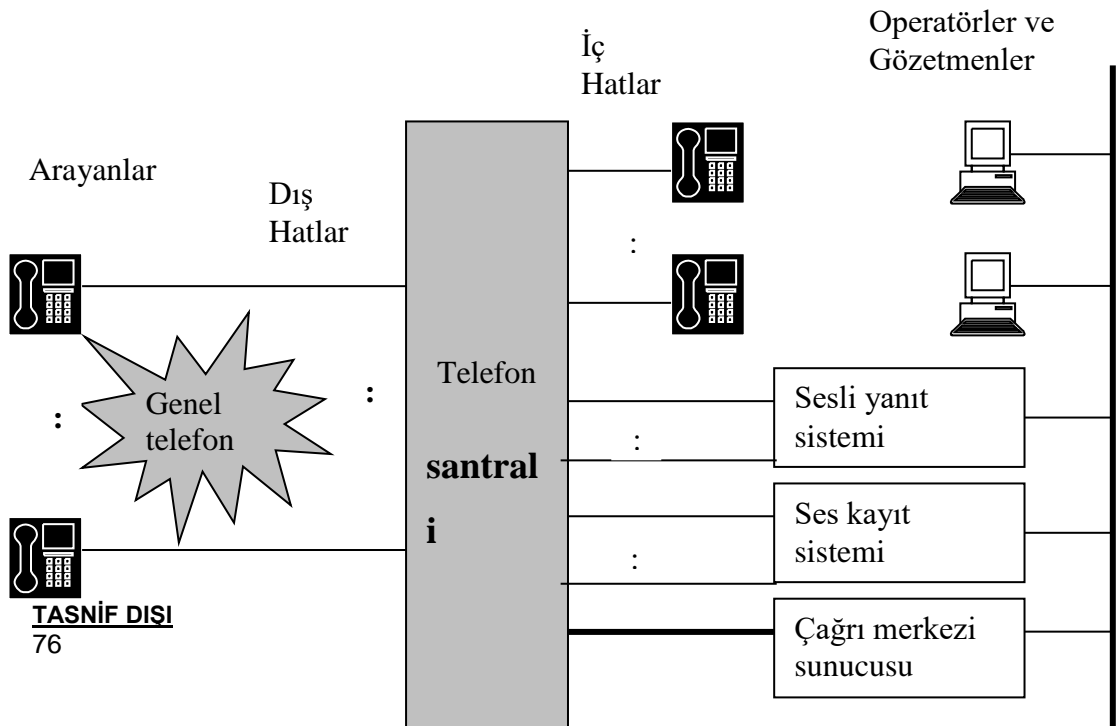 Operatörler ve
Gözetmenler
İç
Hatlar
Arayanlar
Dış
Hatlar
:
:
:
Genel
telefon
Telefon
santral
i
Sesli yanıt
sistemi
:
Ses kayıt
sistemi
:
Çağrı merkezi
sunucusu
TASNİF DIŞI
76